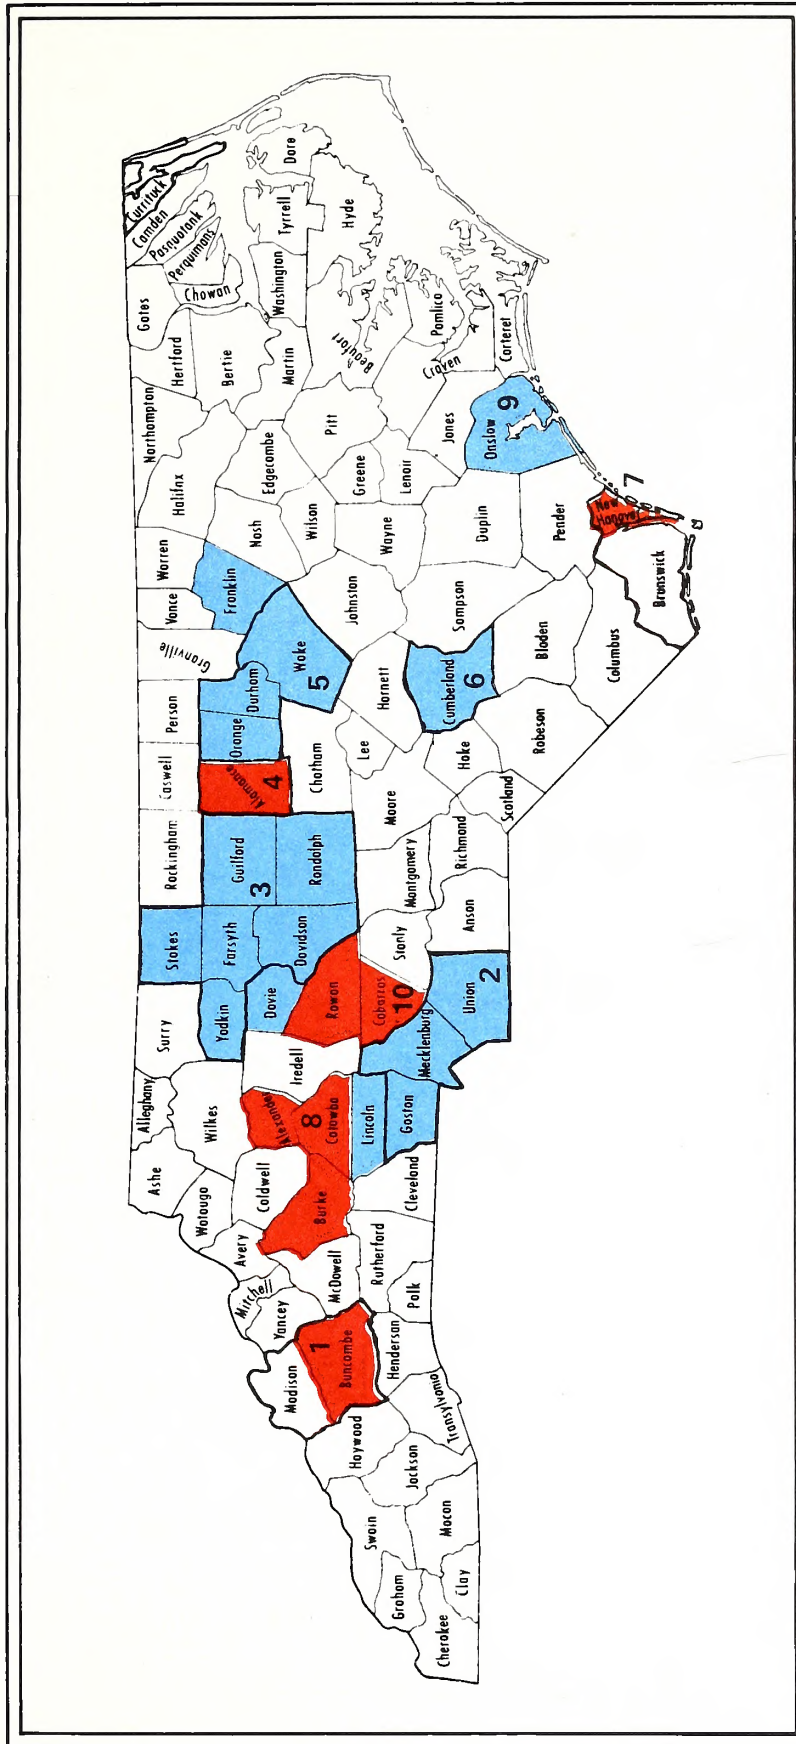 Cherokee
Graham
Clay
Swain
Macon
Jackson
Haywood
Transylvania
Madison
Buncombe
1
Henderson
Yancey
Mitchell
McDowell
Polk
Rutherford
Avery
Watauga
Ashe
Caldwell
Burke
Cleveland
Alleghany
Wilkes
Alexander
8
Catawba
Lincoln
Gaston
Surry
Yadkin
Iredell
Davie
Rowan
Cabarrus
10
Mecklenburg
Union
2
Stokes
Forsyth
Davidson
Stanly
Anson
Rockingham
Guilford
3
Randolph
Montgomery
Richmond
Caswell
Alamance
4
Chatham
Moore
Scotland
Hoke
Lee
Person
Orange
Durham
Granville
Wake
5
Harnett
Cumberland
6
Robeson
Vance
Warren
Franklin
Johnston
Sampson
Bladen
Columbus
Northampton
Halifax
Nash
Wilson
Wayne
Duplin
Pender
Brunswick
New
Hanover
7
Edgecombe
Greene
Lenoir
Jones
Onslow
9
Pitt
Hertford
Bertie
Martin
Beaufort
Craven
Pamlico
Carteret
Gates
Chowan
Perquimans
Pasquotank
Camden
Currituck
Washington
Tyrrell
Dare
Hyde